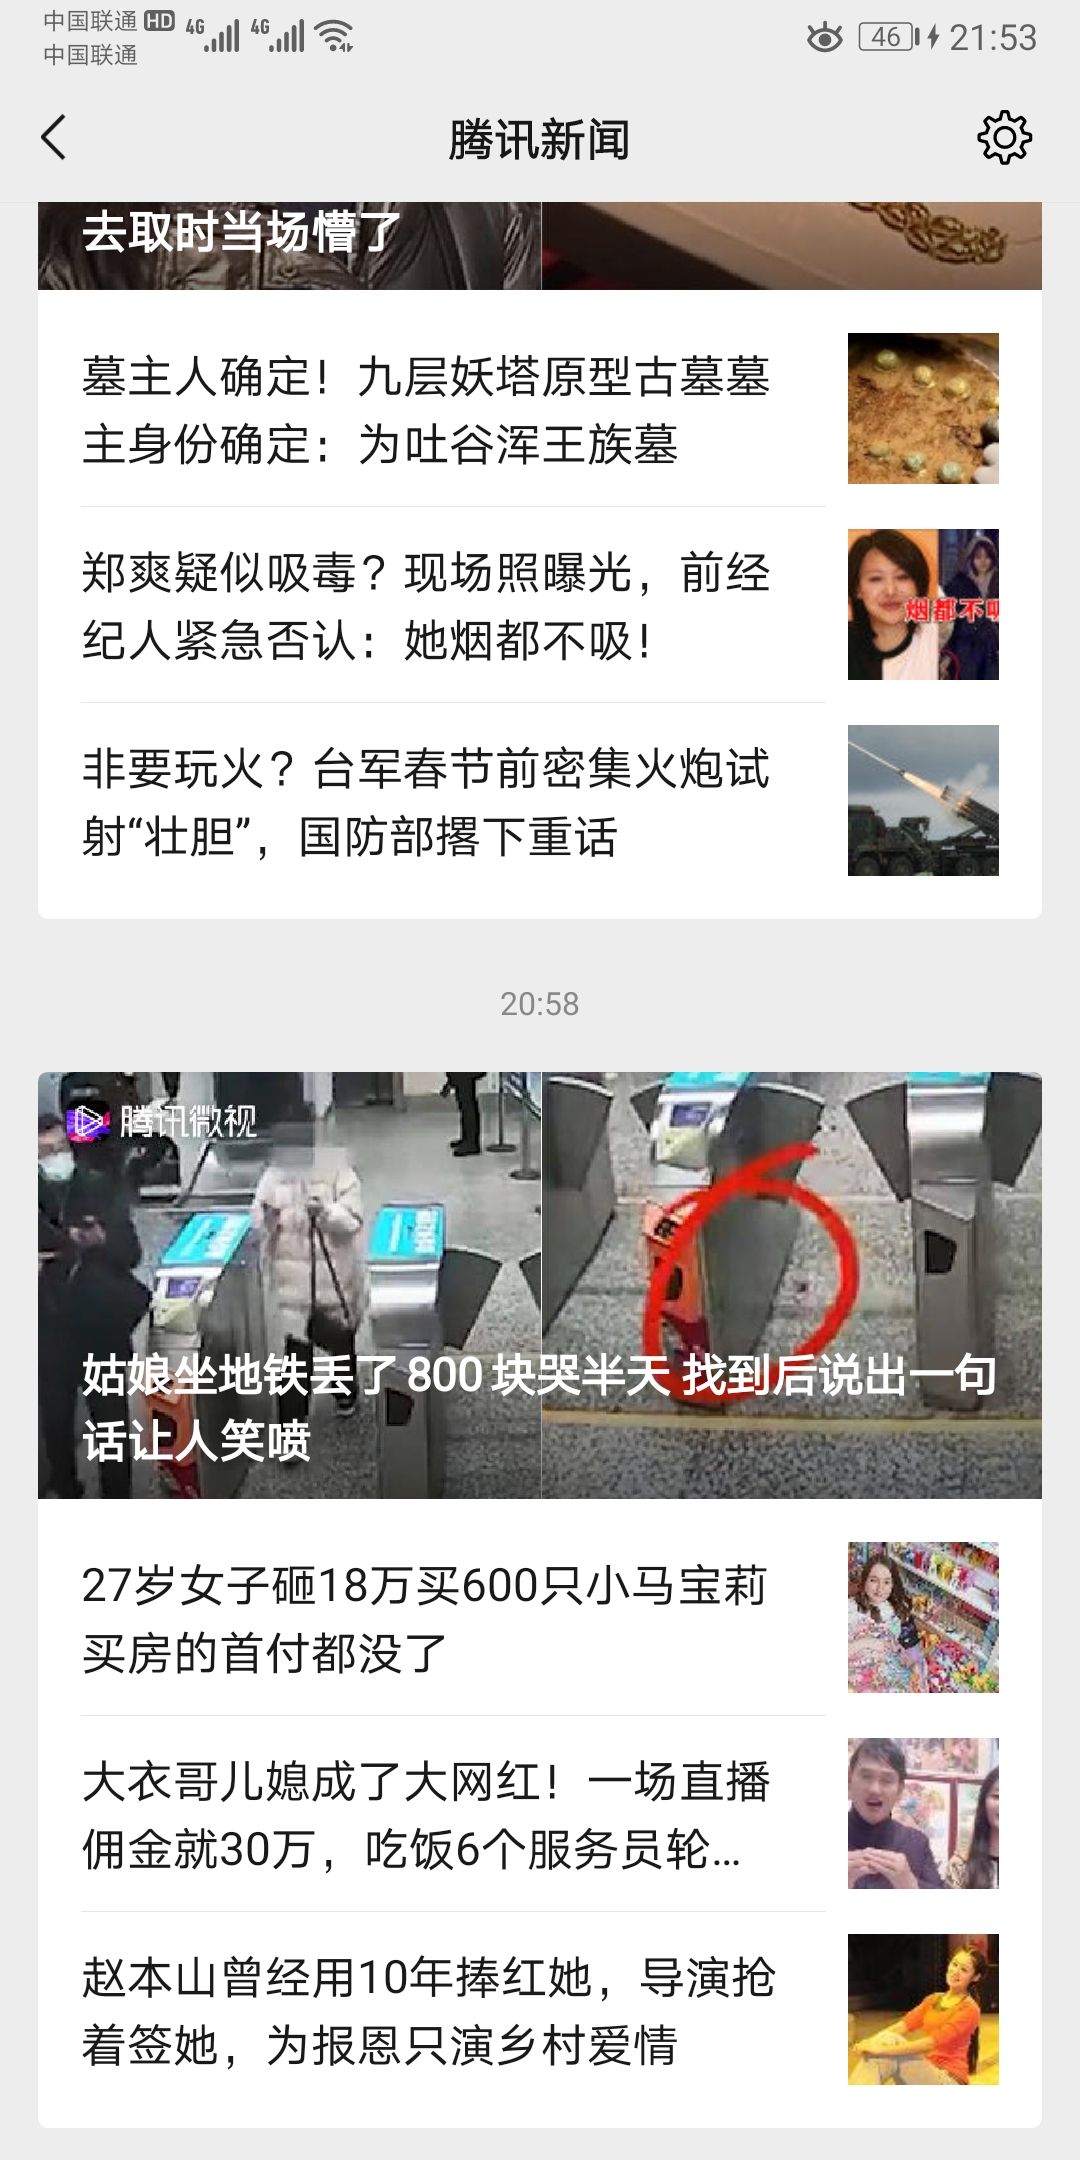 中国联通 HD 4G 4G
中国联通
46 21:53
腾讯新闻
去取时当场懵了
墓主人确定！九层妖塔原型古墓墓
主身份确定：为吐谷浑王族墓
郑爽疑似吸毒？现场照曝光，前经
纪人紧急否认：她烟都不吸！
烟都不吸
非要玩火？台军春节前密集火炮试
射“壮胆”，国防部撂下重话
20:58
腾讯微视
姑娘坐地铁丢了800块哭半天 找到后说出一句
话让人笑喷
27岁女子砸18万买600只小马宝莉
买房的首付都没了
大衣哥儿媳成了大网红！一场直播
佣金就30万，吃饭6个服务员轮...
赵本山曾经用10年捧红她，导演抢
着签她，为报恩只演乡村爱情